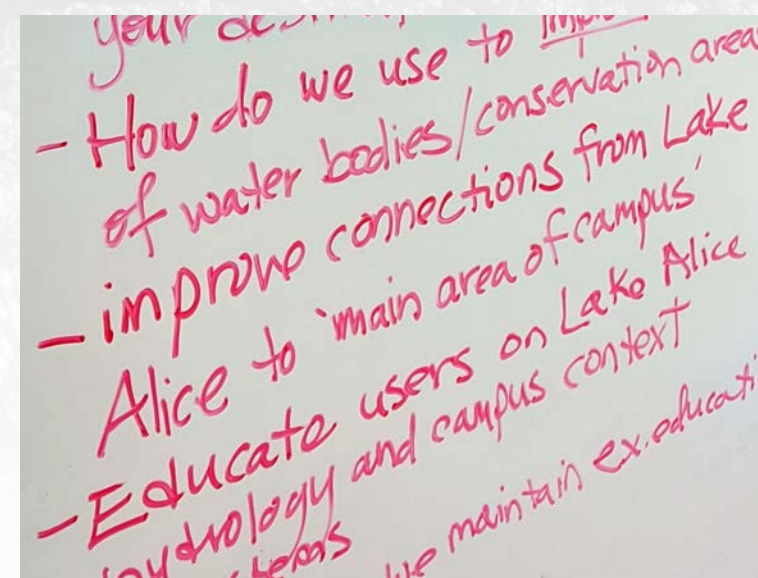 your
- How do we use to
of water bodies/conservation area
- improve connections from Lake
Alice to 'main area of campus'
- Educate users on Lake Alice
hydrology and campus context
maintain ex. educati